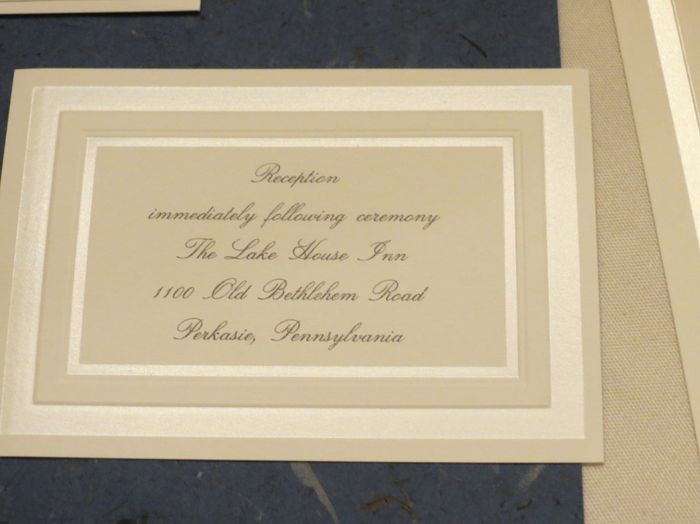 Reception
immediately following ceremony
The Lake House Inn
1100 Old Bethlehem Road
Perkasie, Pennsylvania